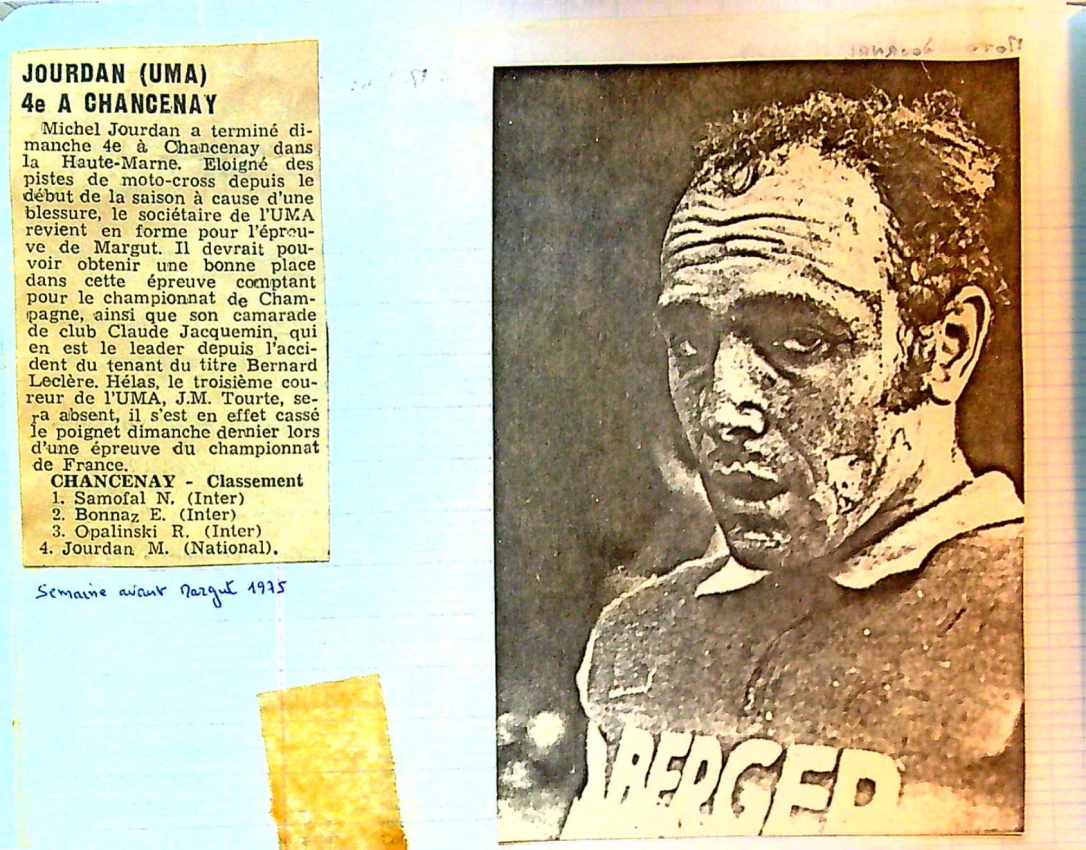 JOURDAN (UMA)
4e A CHANCENAY
Michel Jourdan a terminé di-
manche 4e à Chancenay dans
la Haute-Marne. Eloigné des
pistes de moto-cross depuis le
début de la saison à cause d'une
blessure, le sociétaire de l'UMA
revient en forme pour l'épreu-
ve de Margut. Il devrait pou-
voir obtenir une bonne place
dans cette épreuve comptant
pour le championnat de Cham-
pagne, ainsi que son camarade
de club Claude Jacquemin, qui
en est le leader depuis l'acci-
dent du tenant du titre Bernard
Leclère. Hélas, le troisième cou-
reur de l'UMA, J.M. Tourte, se-
ra absent, il s'est en effet cassé
le poignet dimanche dernier lors
d'une épreuve du championnat
de France.
CHANCENAY - Classement
1. Samofal N. (Inter)
2. Bonnaz E. (Inter)
3. Opalinski R. (Inter)
4. Jourdan M. (National).
Semaine avant Margut 1975
BERGER